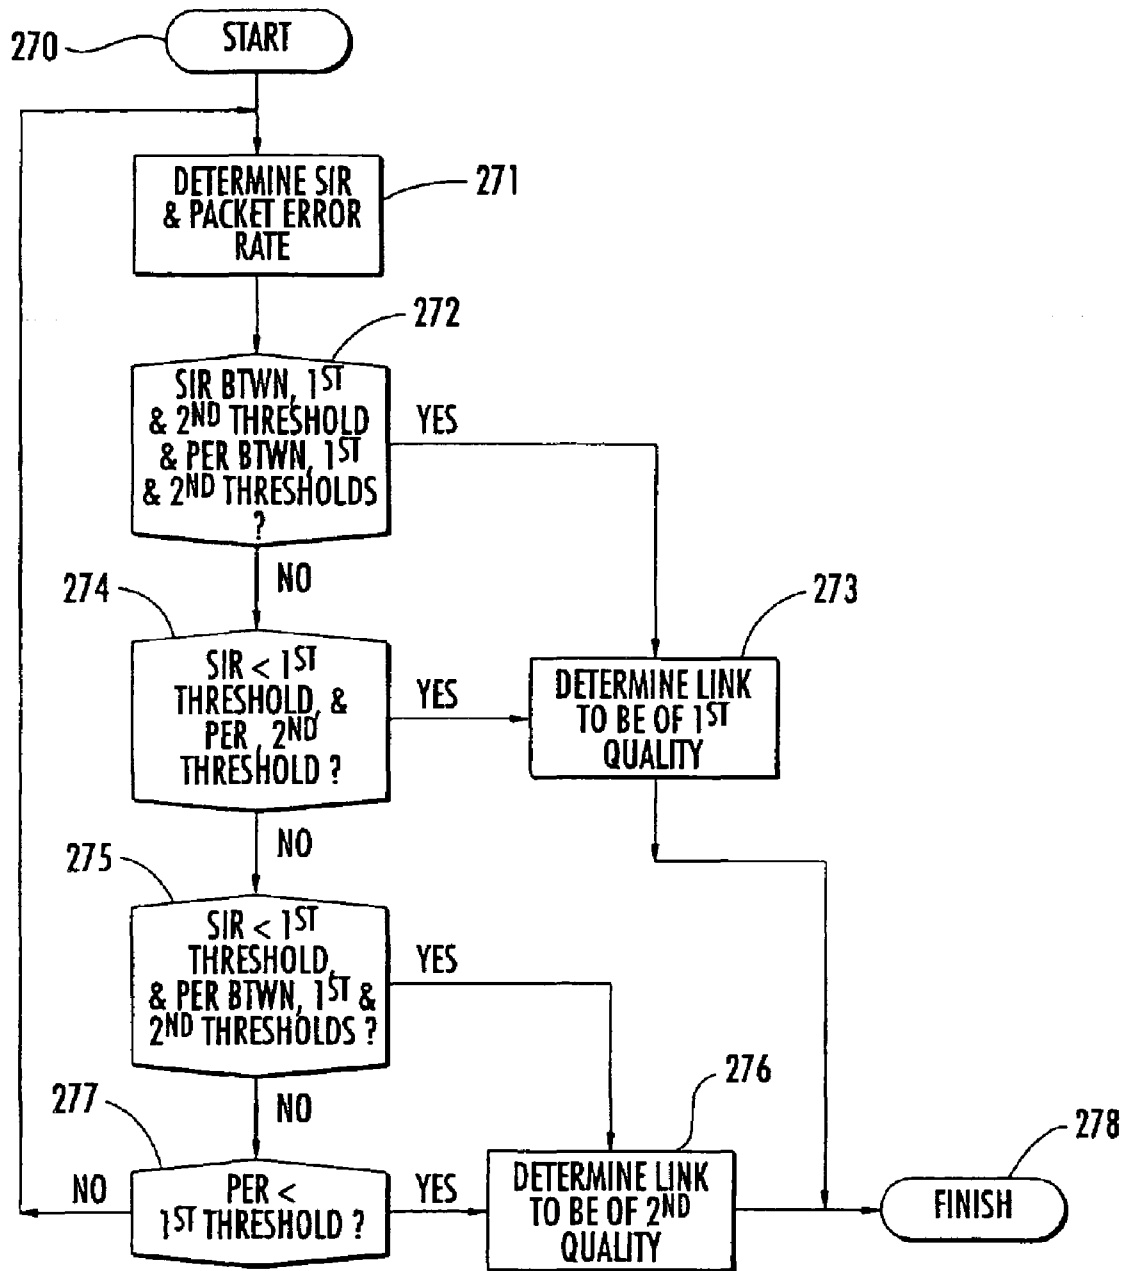 270
START
DETERMINE SIR
& PACKET ERROR
RATE
271
272
SIR BTWN, 1ST
& 2ND THRESHOLD
& PER BTWN, 1ST
& 2ND THRESHOLDS
?
YES
NO
274
SIR < 1ST
THRESHOLD, &
PER , 2ND
THRESHOLD ?
YES
273
DETERMINE LINK
TO BE OF 1ST
QUALITY
NO
275
SIR < 1ST
THRESHOLD,
& PER BTWN, 1ST &
2ND THRESHOLDS ?
YES
NO
277
PER <
1ST THRESHOLD ?
NO
YES
276
DETERMINE LINK
TO BE OF 2ND
QUALITY
278
FINISH